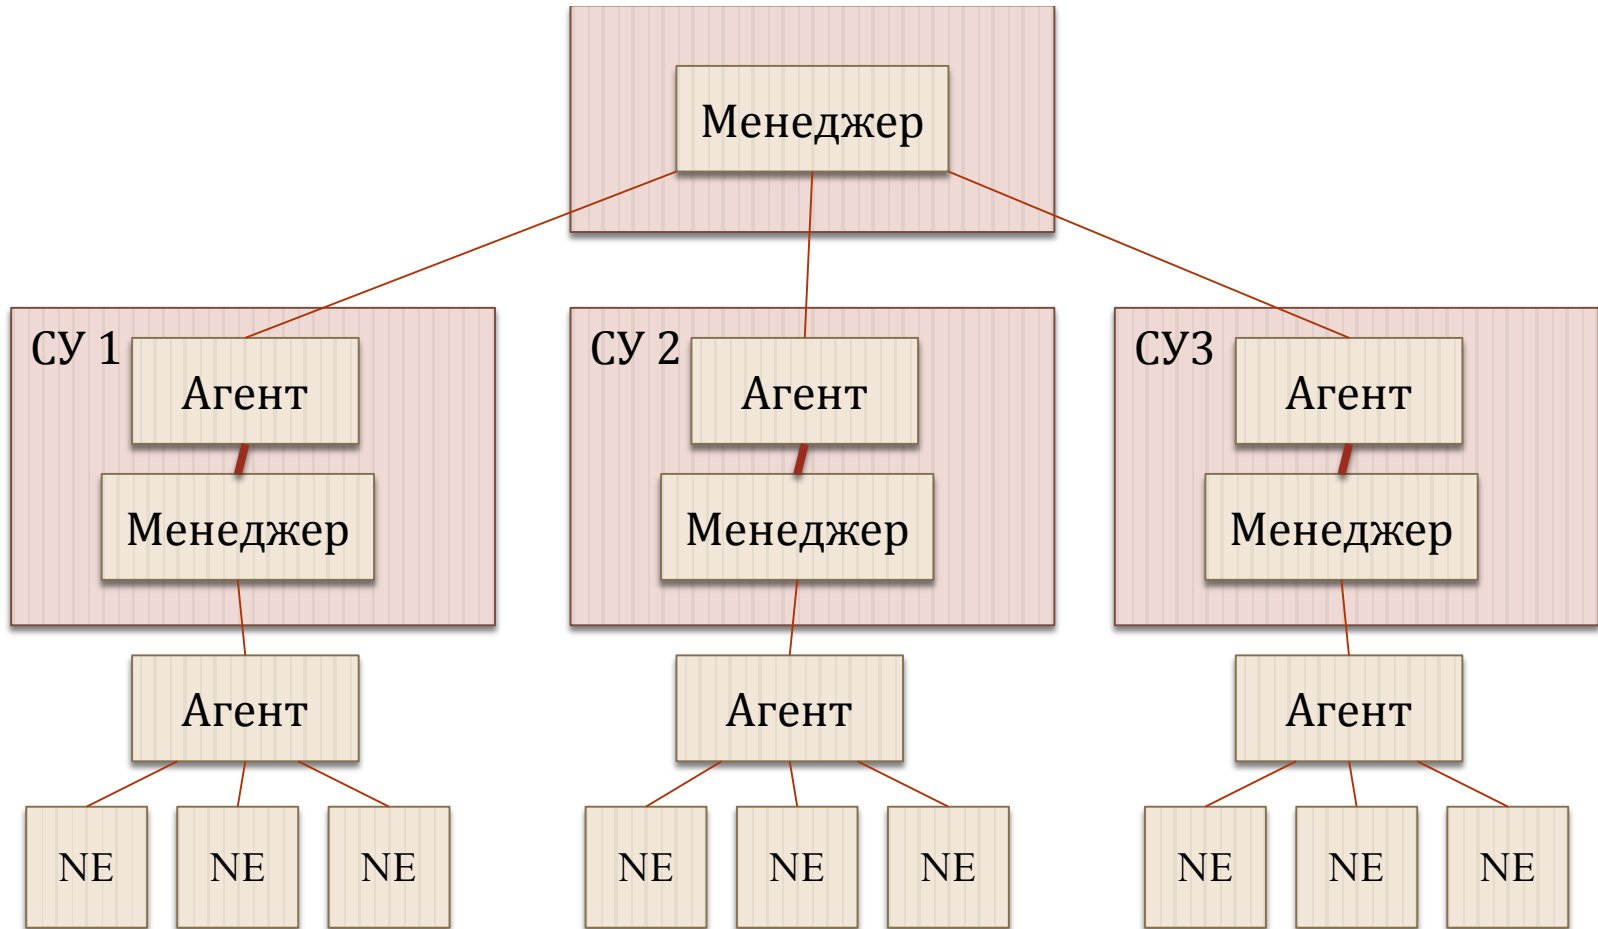 Менеджер
СУ 1
Агент
Менеджер
СУ 2
Агент
Менеджер
СУ3
Агент
Менеджер
Агент
Агент
Агент
NE
NE
NE
NE
NE
NE
NE
NE
NE